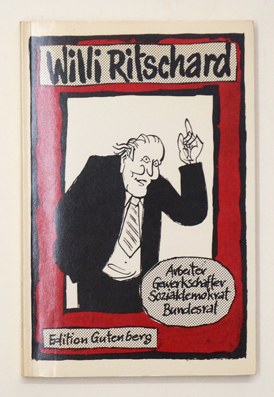 Willi Ritschard
Arbeiter
Gewerkschafter
Sozialdemokrat
Bundesrat
Edition Gutenberg